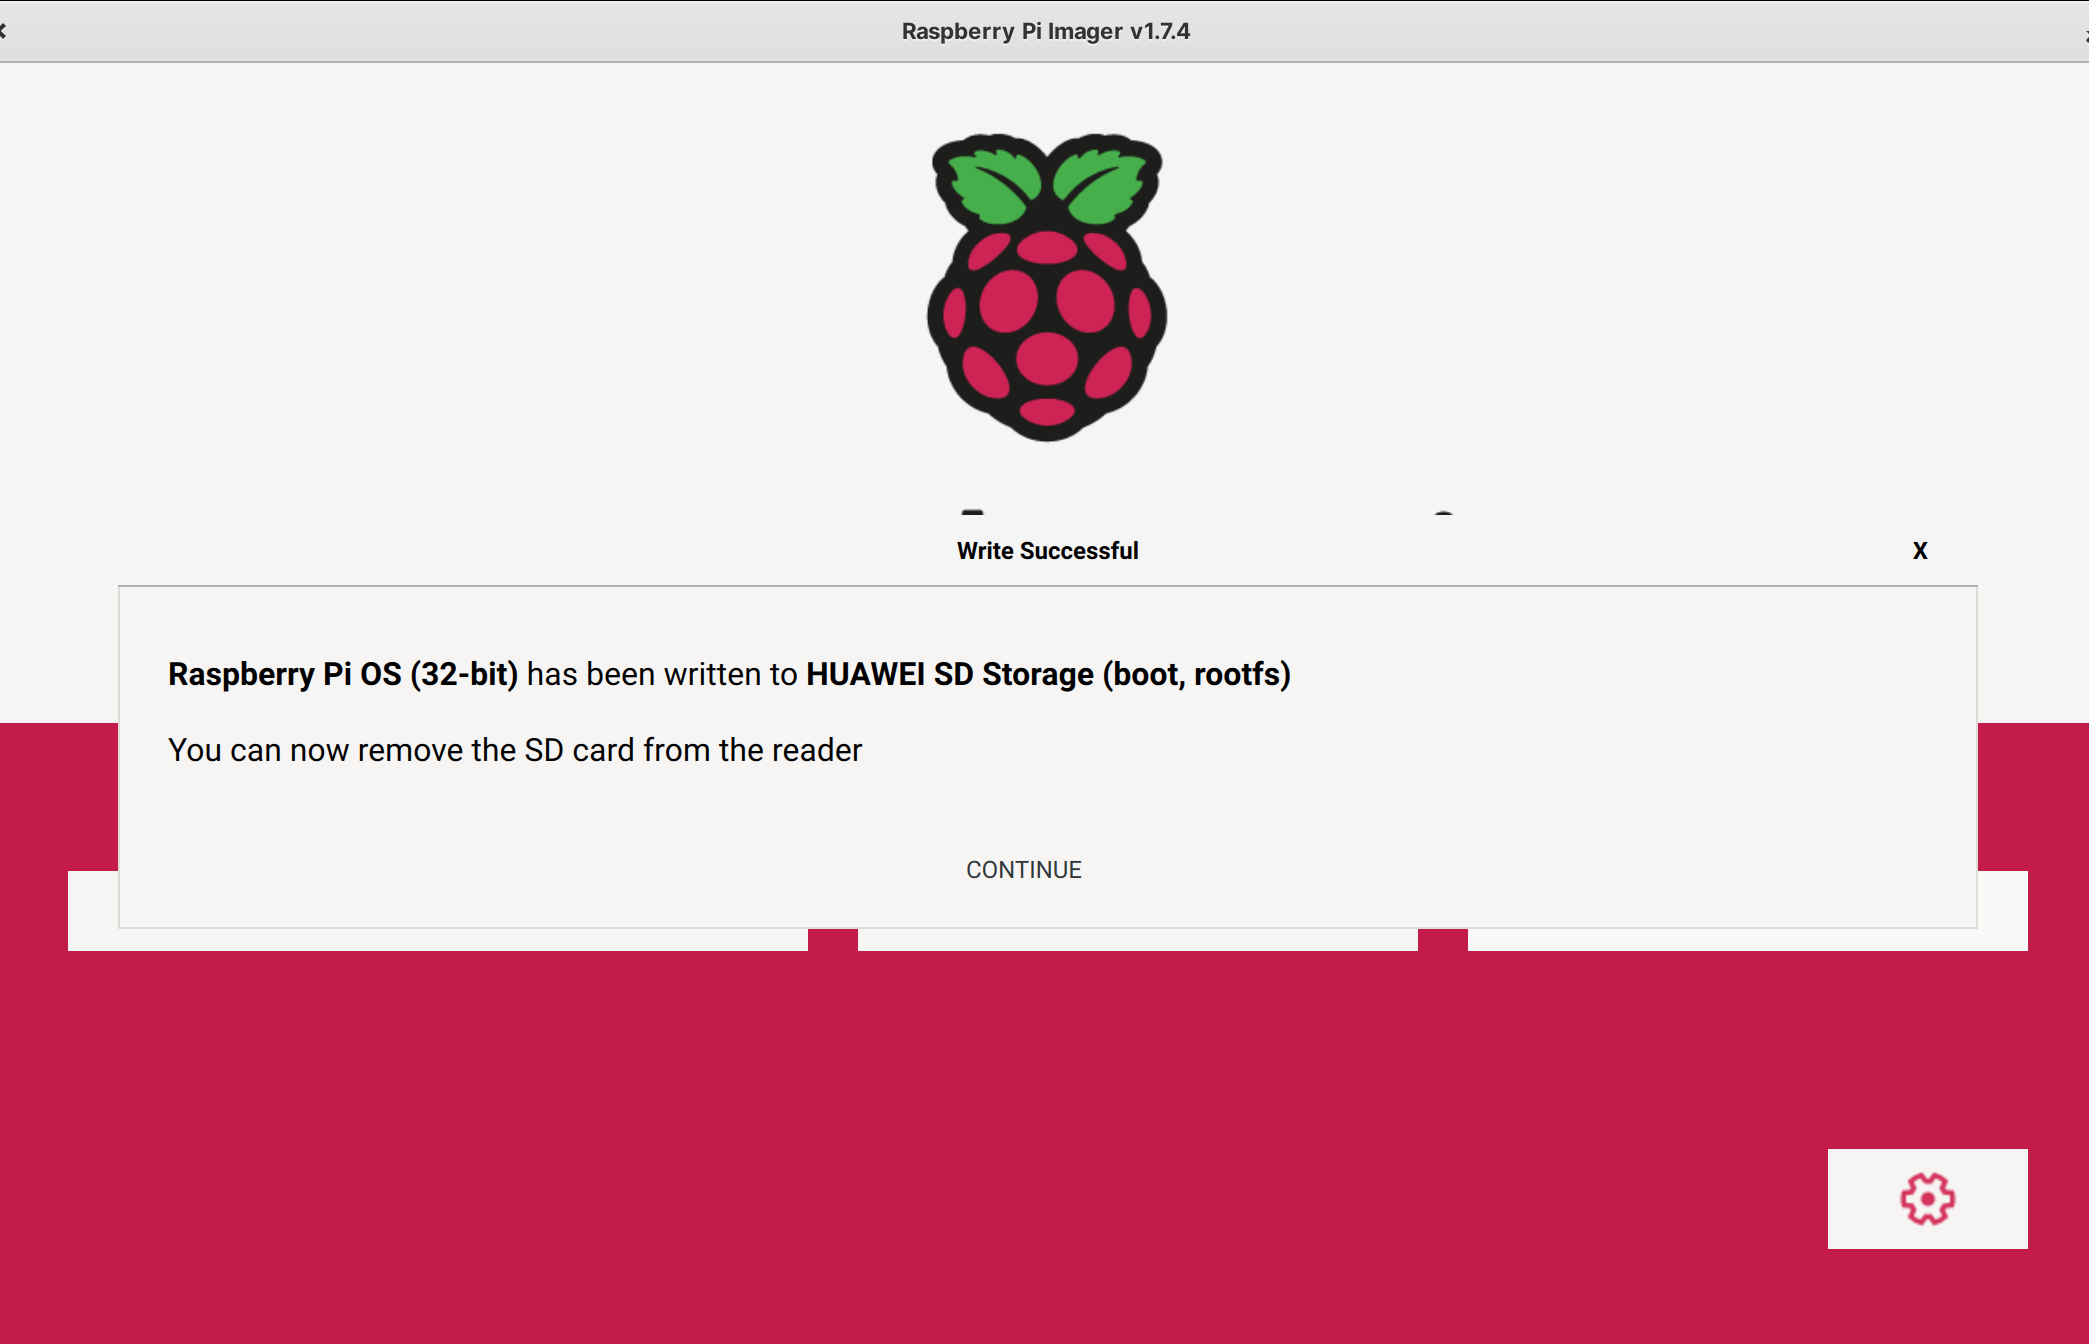 Raspberry Pi Imager v1.7.4
Write Successful
X
Raspberry Pi OS (32-bit) has been written to HUAWEI SD Storage (boot, rootfs)
You can now remove the SD card from the reader
CONTINUE